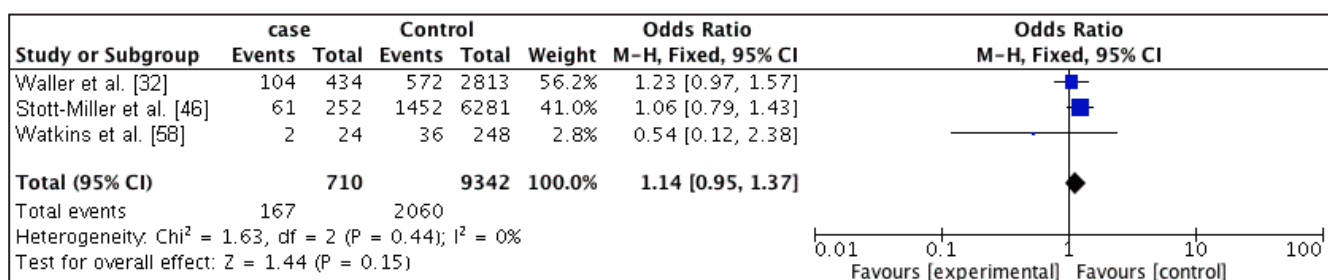 case Control Odds Ratio Odds Ratio
Study or Subgroup Events Total Events Total Weight M-H, Fixed, 95% CI M-H, Fixed, 95% CI
Waller et al. [32] 104 434 572 2813 56.2% 1.23 [0.97, 1.57]
Stott-Miller et al. [46] 61 252 1452 6281 41.0% 1.06 [0.79, 1.43]
Watkins et al. [58] 2 24 36 248 2.8% 0.54 [0.12, 2.38]
Total (95% CI) 710 9342 100.0% 1.14 [0.95, 1.37]
Total events 167 2060
Heterogeneity: Chi² = 1.63, df = 2 (P = 0.44); I² = 0%
Test for overall effect: Z = 1.44 (P = 0.15)
0.01 0.1 1 10 100
Favours [experimental] Favours [control]